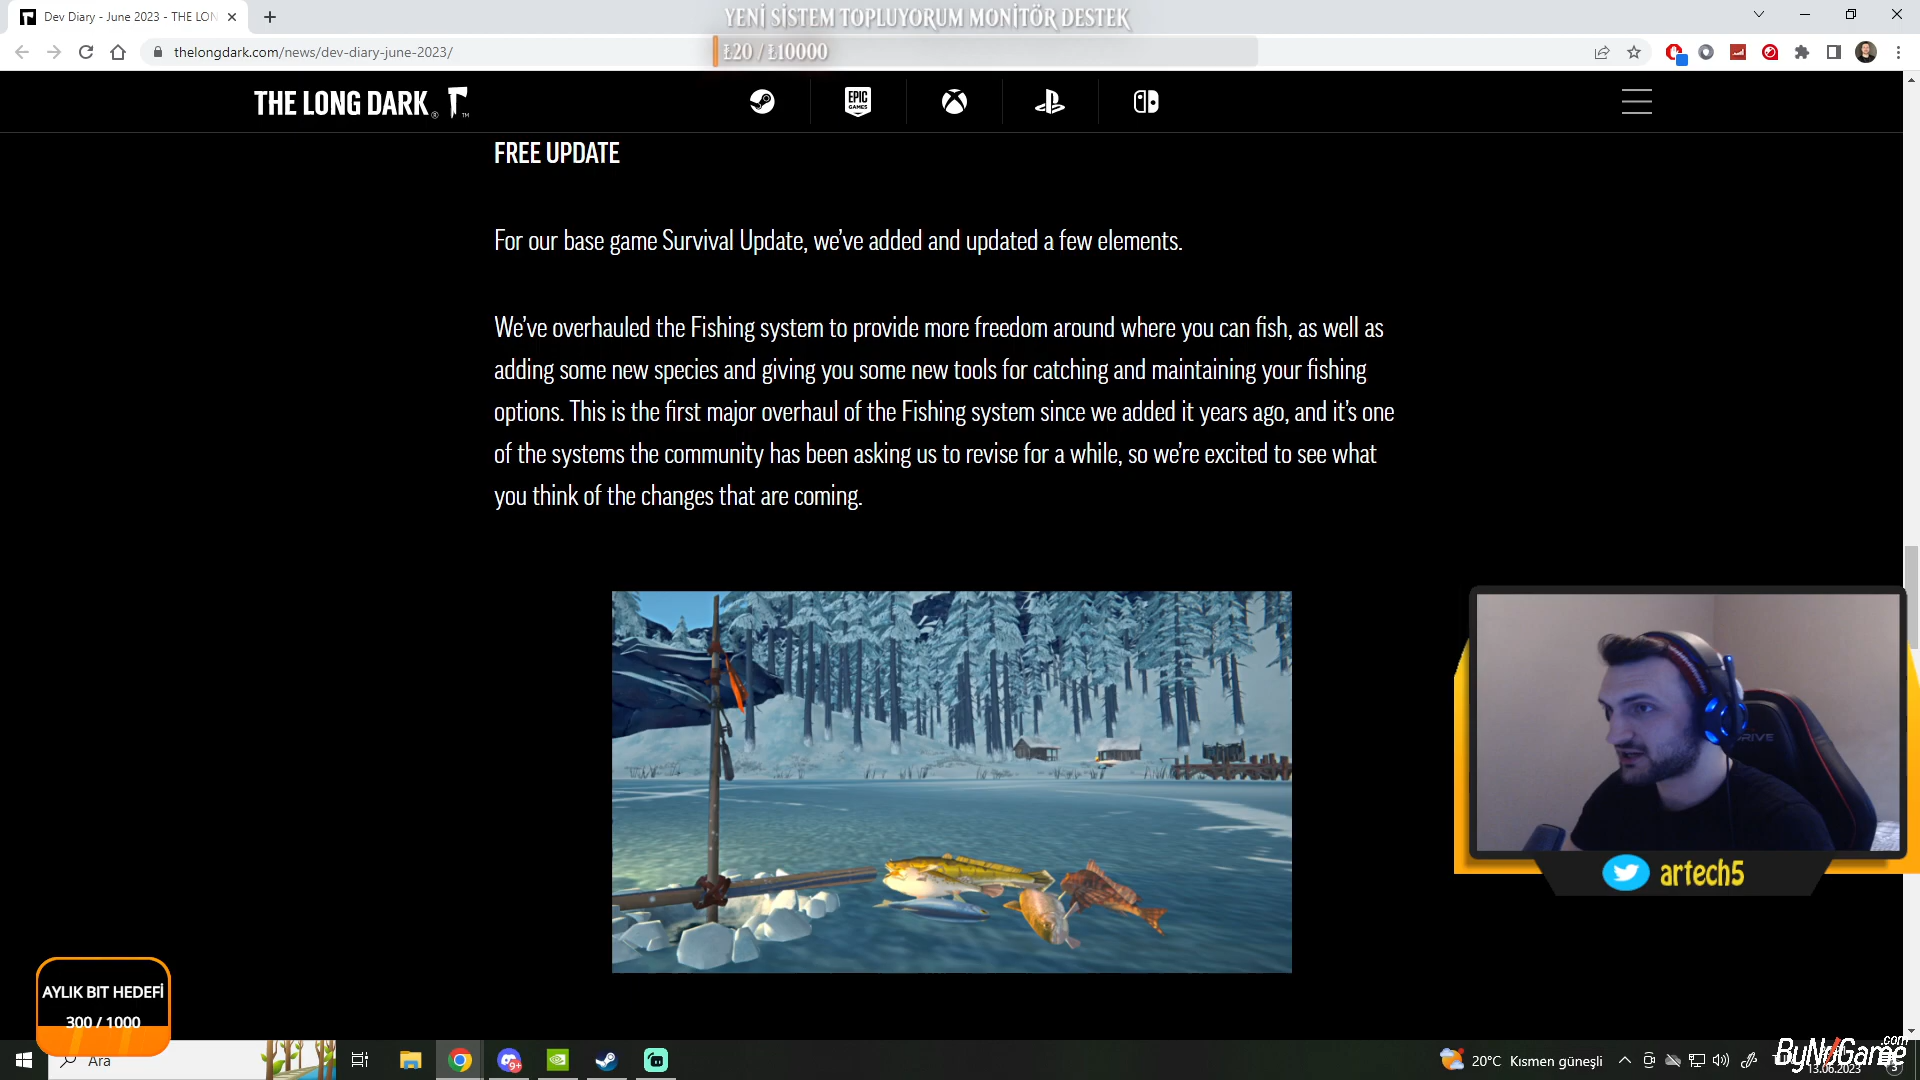 Dev Diary - June 2023 - THE LON
YENİ SİSTEM TOPLUYORUM MONİTÖR DESTEK
thelongdark.com/news/dev-diary-june-2023/
₺20 / ₺10000
THE LONG DARK
EPIC
GAMES
FREE UPDATE
For our base game Survival Update, we've added and updated a few elements.
We've overhauled the Fishing system to provide more freedom around where you can fish, as well as
adding some new species and giving you some new tools for catching and maintaining your fishing
options. This is the first major overhaul of the Fishing system since we added it years ago, and it's one
of the systems the community has been asking us to revise for a while, so we're excited to see what
you think of the changes that are coming.
artech5
AYLIK BIT HEDEFİ
300 / 1000
Ara
9+
20°C Kısmen güneşli
ByNoGame.com
13.06.2023
3